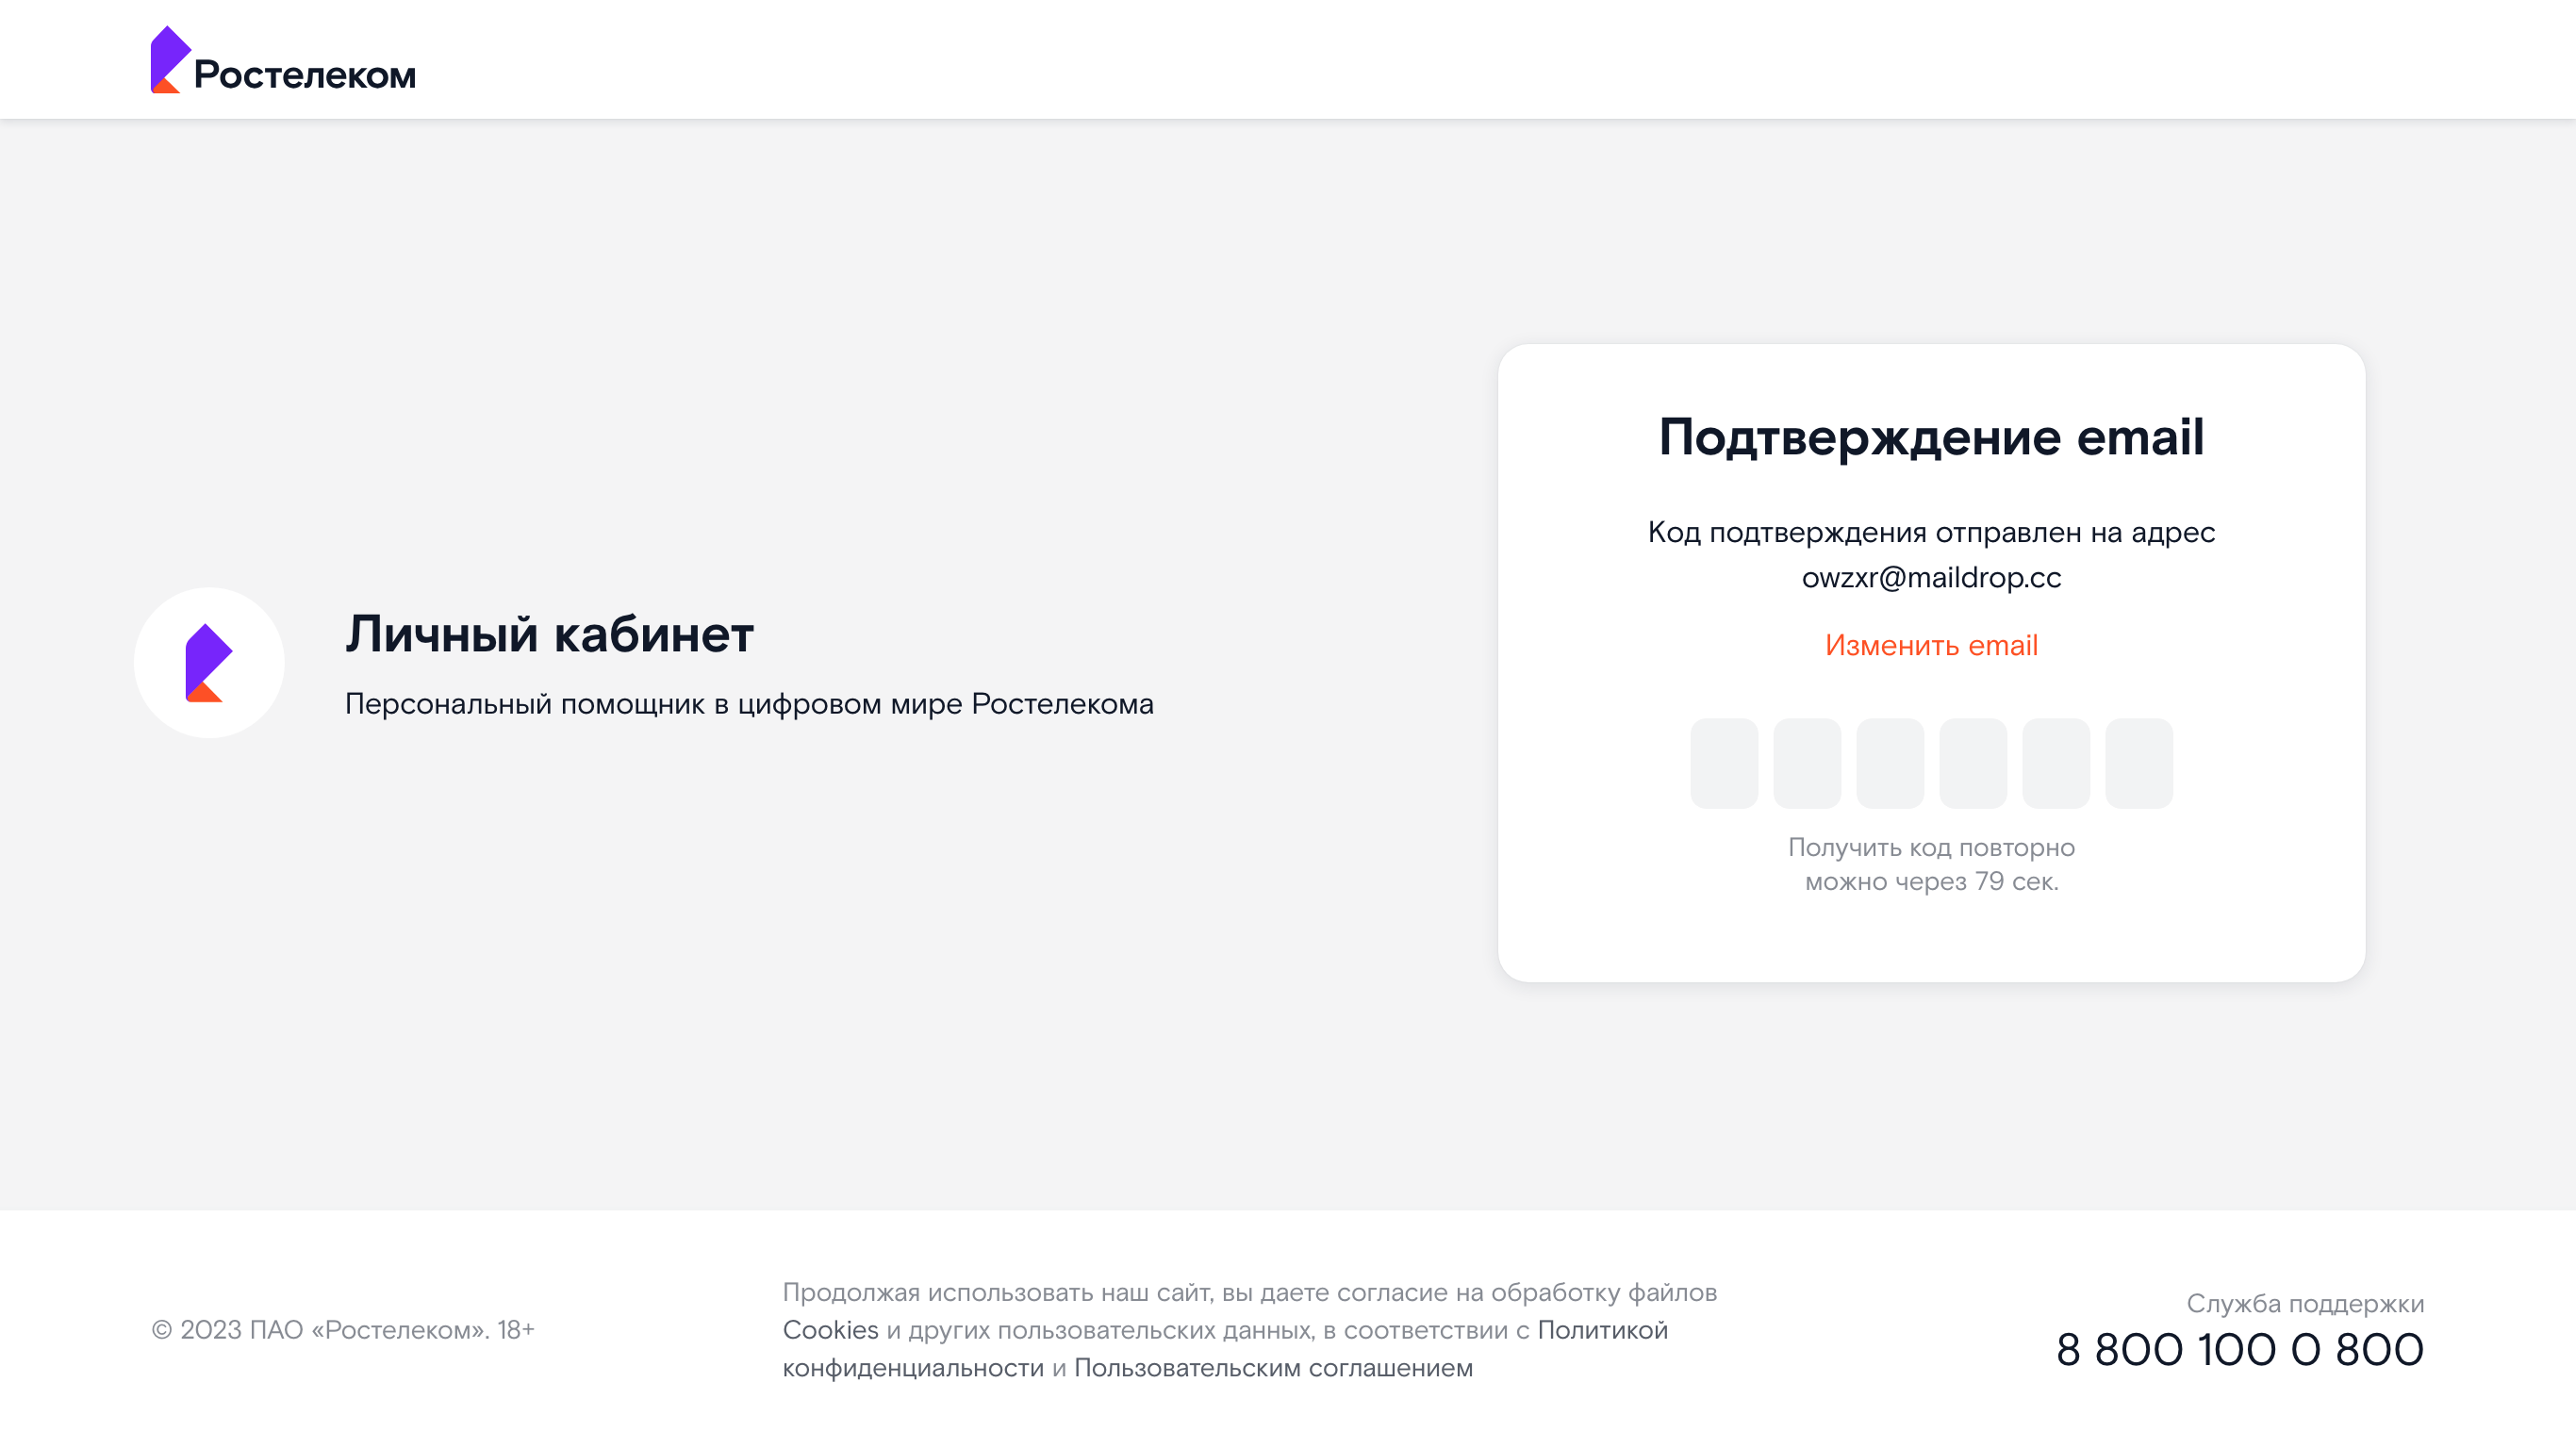 Ростелеком
Личный кабинет
Персональный помощник в цифровом мире Ростелекома
Подтверждение email
Код подтверждения отправлен на адрес
owzxr@maildrop.cc
Изменить email
Получить код повторно
можно через 79 сек.
© 2023 ПАО «Ростелеком». 18+
Продолжая использовать наш сайт, вы даете согласие на обработку файлов
Cookies и других пользовательских данных, в соответствии с Политикой
конфиденциальности и Пользовательским соглашением
Служба поддержки
8 800 100 0 800